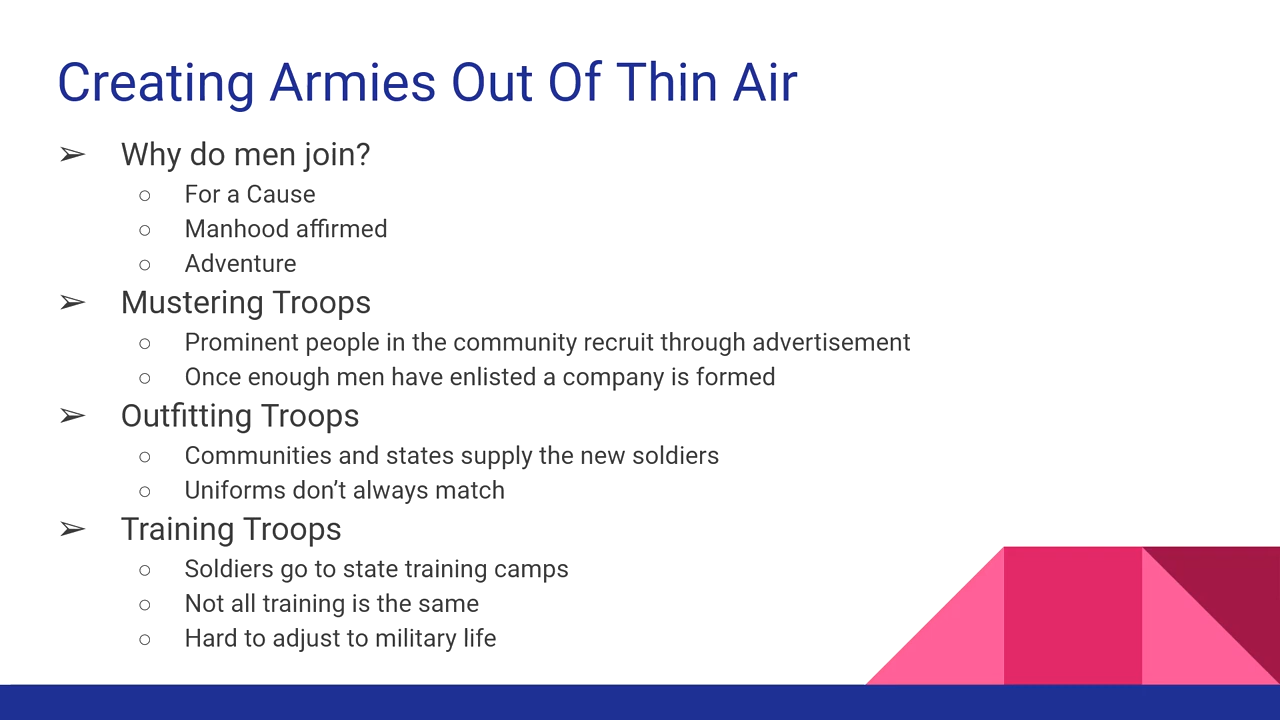 Creating Armies Out Of Thin Air
➢ Why do men join?
○ For a Cause
○ Manhood affirmed
○ Adventure
➢ Mustering Troops
○ Prominent people in the community recruit through advertisement
○ Once enough men have enlisted a company is formed
➢ Outfitting Troops
○ Communities and states supply the new soldiers
○ Uniforms don’t always match
➢ Training Troops
○ Soldiers go to state training camps
○ Not all training is the same
○ Hard to adjust to military life